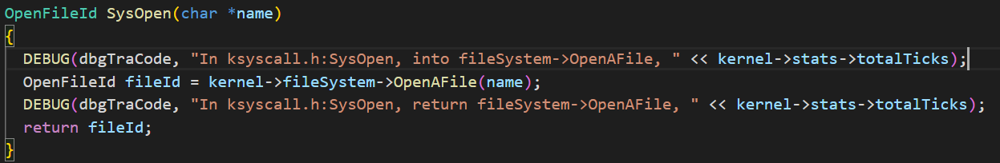 OpenFileId SysOpen(char *name)
{
  DEBUG(dbgTraCode, "In ksyscall.h:SysOpen, into fileSystem->OpenAFile, " << kernel->stats->totalTicks);
  OpenFileId fileId = kernel->fileSystem->OpenAFile(name);
  DEBUG(dbgTraCode, "In ksyscall.h:SysOpen, return fileSystem->OpenAFile, " << kernel->stats->totalTicks);
  return fileId;
}